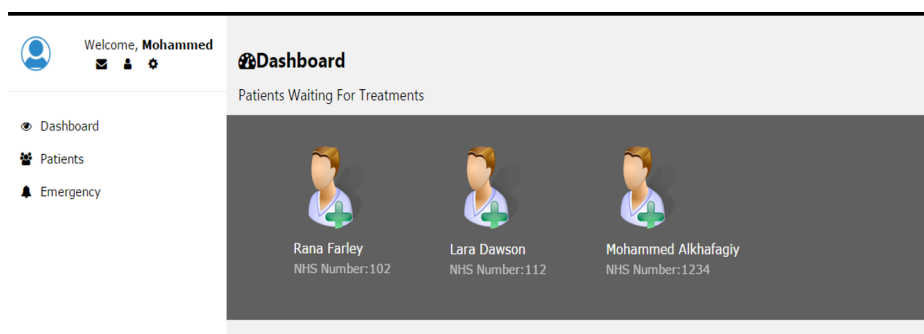 Welcome, Mohammed
Dashboard
Patients Waiting For Treatments
Dashboard
Patients
Emergency
Rana Farley
NHS Number:102
Lara Dawson
NHS Number:112
Mohammed Alkhafagiy
NHS Number:1234